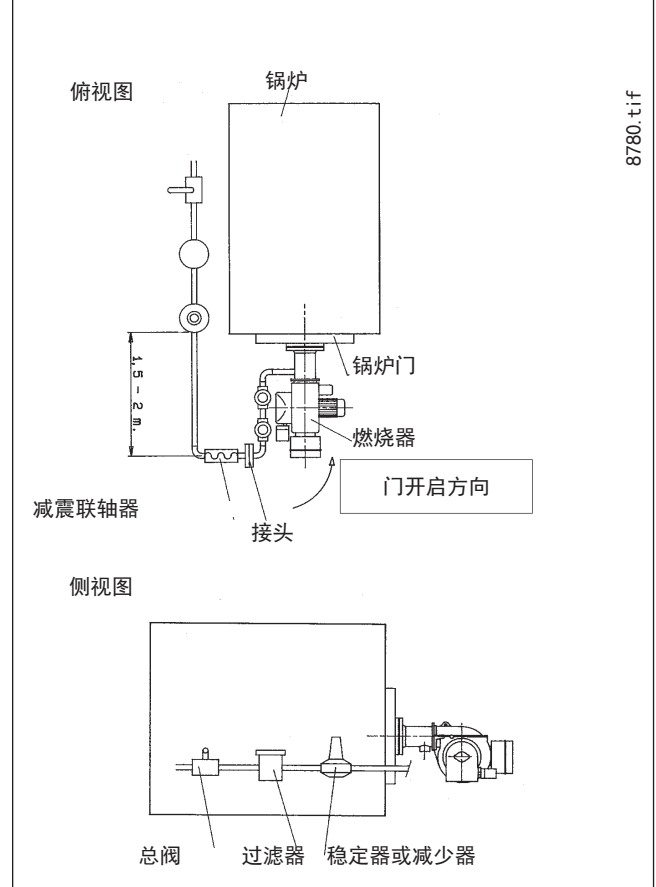 俯视图
锅炉
8780.tif
1,5 - 2 m.
锅炉门
燃烧器
门开启方向
减震联轴器
接头
侧视图
总阀
过滤器
稳定器或减少器